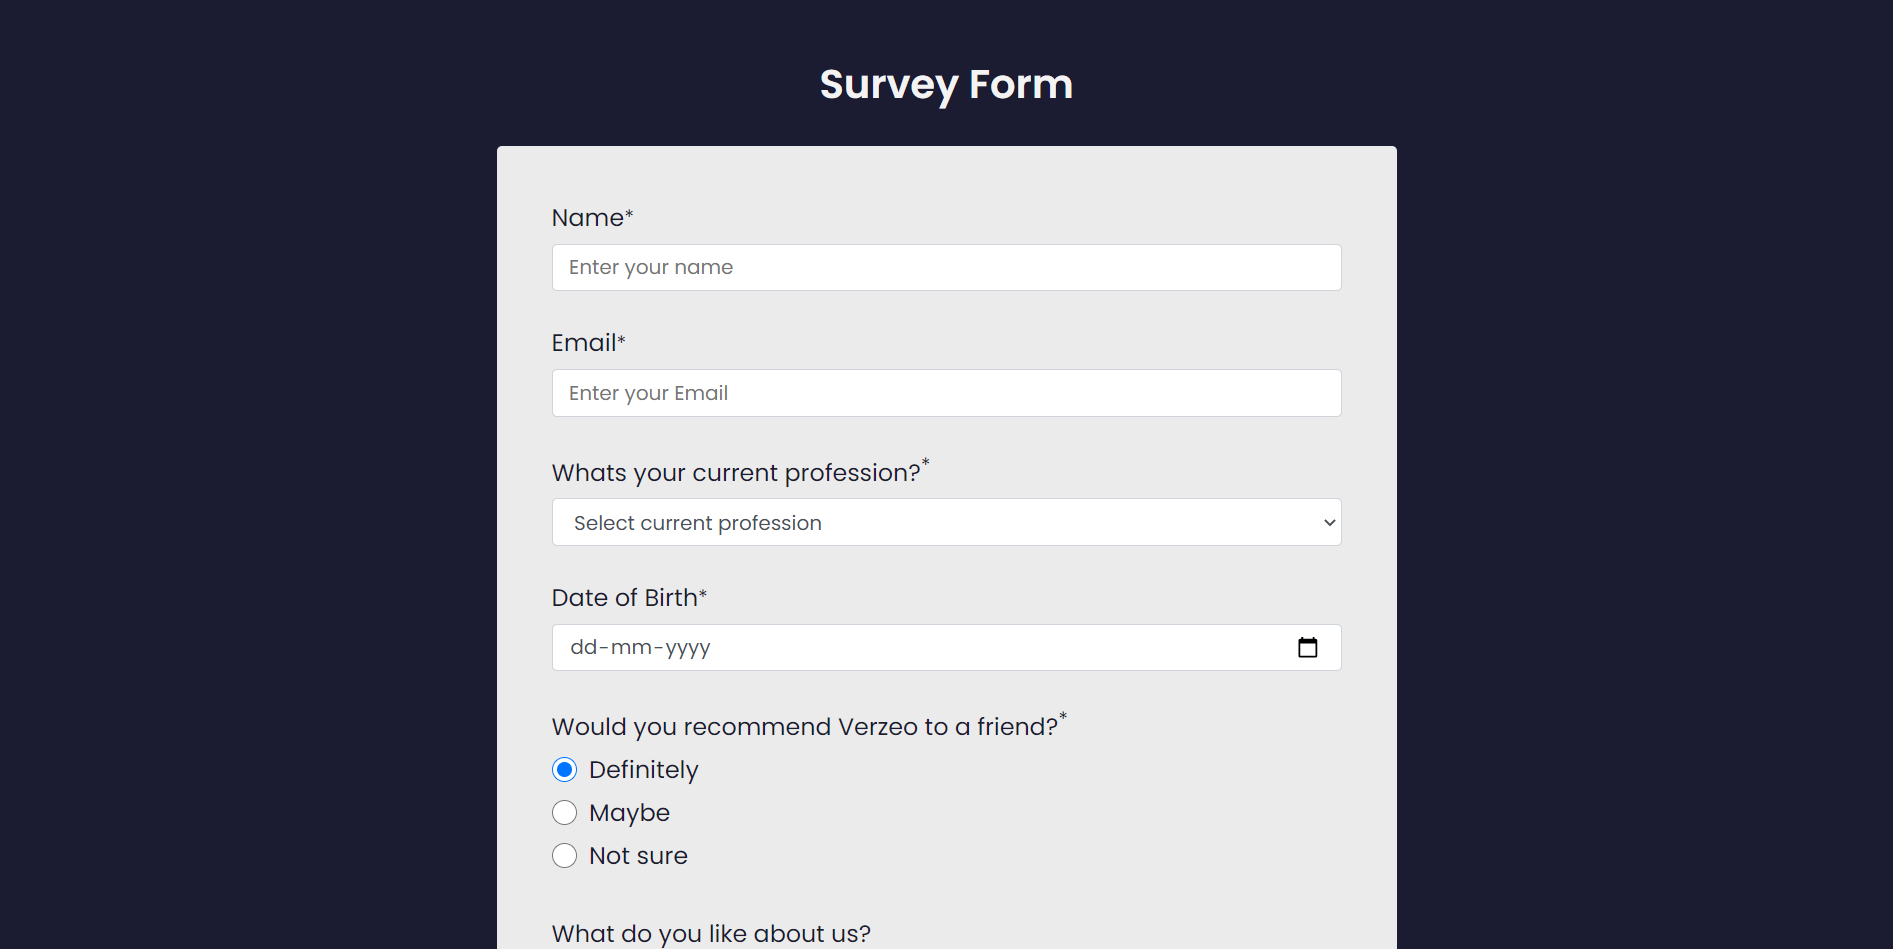 Survey Form
Name*
Enter your name
Email*
Enter your Email
Whats your current profession?*
Select current profession
Date of Birth*
dd-mm-yyyy
Would you recommend Verzeo to a friend?*
Definitely
Maybe
Not sure
What do you like about us?